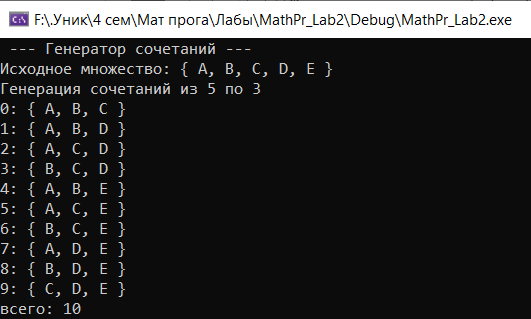 F:\.Уник\4 сем\Мат прога\Лабы\MathPr_Lab2\Debug\MathPr_Lab2.exe
--- Генератор сочетаний ---
Исходное множество: { A, B, C, D, E }
Генерация сочетаний из 5 по 3
0: { A, B, C }
1: { A, B, D }
2: { A, C, D }
3: { B, C, D }
4: { A, B, E }
5: { A, C, E }
6: { B, C, E }
7: { A, D, E }
8: { B, D, E }
9: { C, D, E }
всего: 10